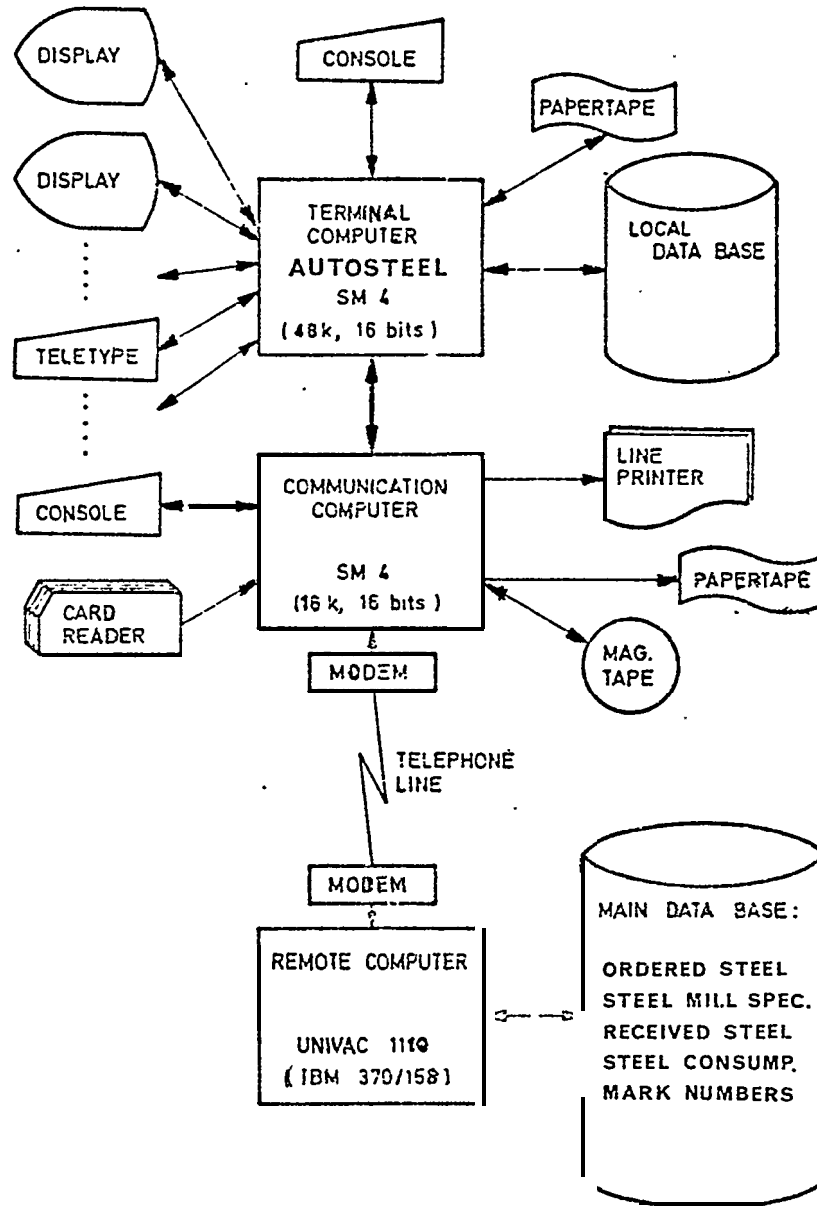 DISPLAY
CONSOLE
PAPERTAPE
DISPLAY
TERMINAL
COMPUTER
AUTOSTEEL
SM 4
(48k, 16 bits)
LOCAL
DATA BASE
TELETYPE
LINE
PRINTER
COMMUNICATION
COMPUTER
SM 4
(16k, 16 bits)
CONSOLE
PAPERTAPE
CARD
READER
MAG.
TAPE
MODEM
TELEPHONE
LINE
MODEM
REMOTE COMPUTER
UNIVAC 1110
(IBM 370/158)
MAIN DATA BASE:
ORDERED STEEL
STEEL MILL SPEC.
RECEIVED STEEL
STEEL CONSUMP.
MARK NUMBERS